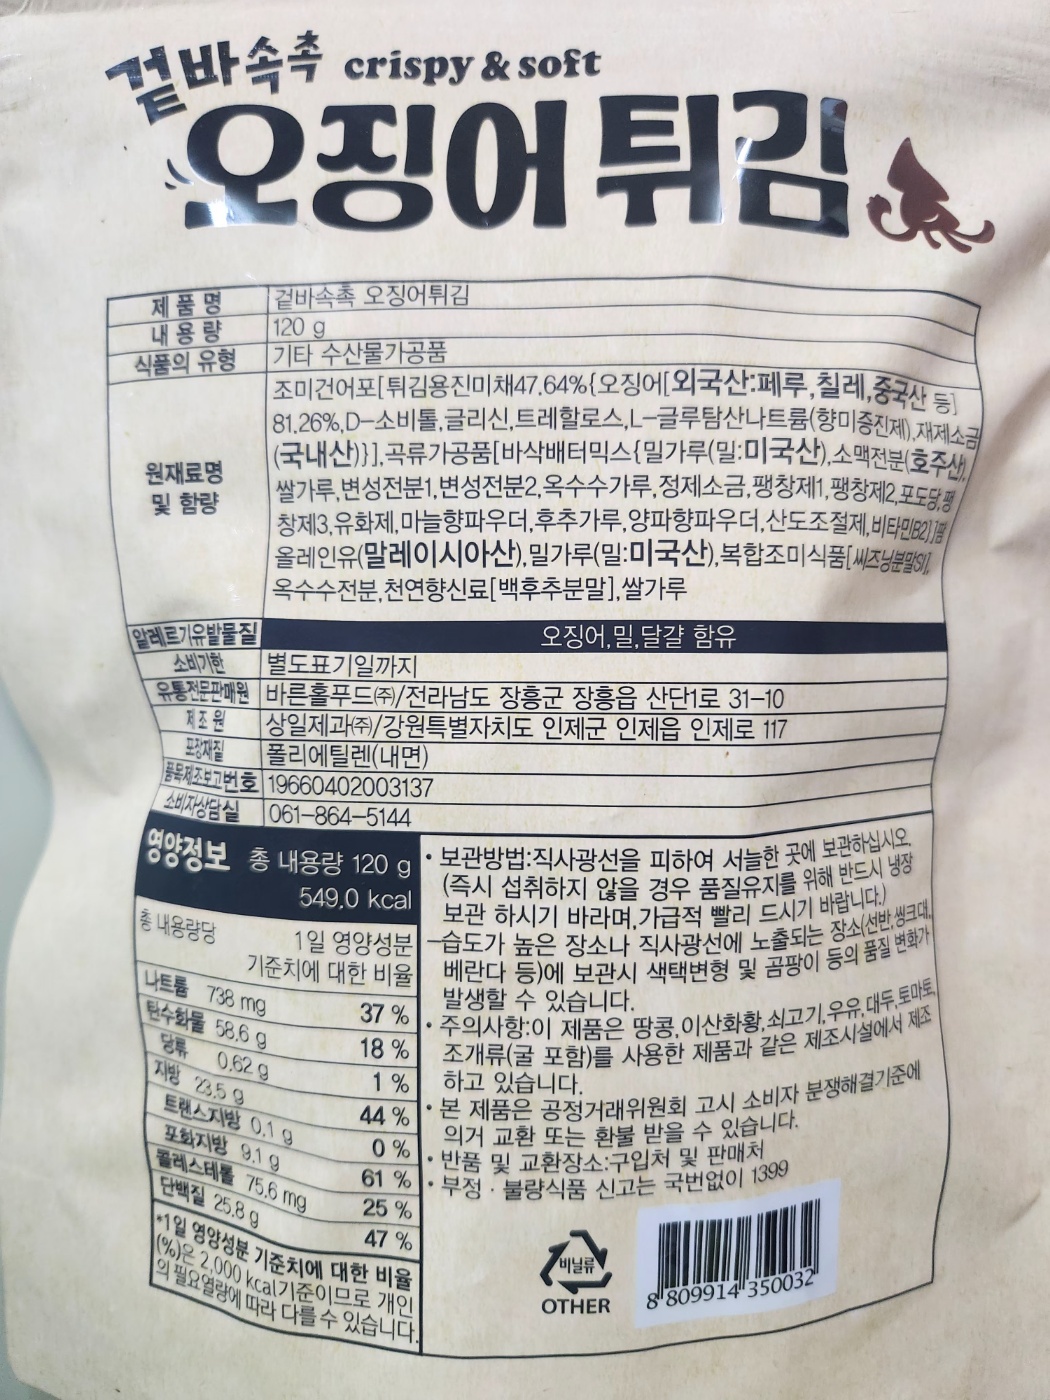 겉바속촉 crispy & soft
오징어 튀김
제 품 명 겉바속촉 오징어튀김
내 용 량 120 g
식품의 유형 기타 수산물가공품
원재료명 및 함량
조미건어포[튀김용진미채47.64%{오징어[외국산:페루,칠레,중국산 등]
81.26%,D-소비톨,글리신,트레할로스,L-글루탐산나트륨(향미증진제),재제소금
(국내산)}],곡류가공품[바삭배터믹스{밀가루(밀:미국산),소맥전분(호주산),
쌀가루,변성전분1,변성전분2,옥수수가루,정제소금,팽창제1,팽창제2,포도당,팽
창제3,유화제,마늘향파우더,후추가루,양파향파우더,산도조절제,비타민B2}]팜
올레인유(말레이시아산),밀가루(밀:미국산),복합조미식품[씨즈닝분말SI],
옥수수전분,천연향신료[백후추분말],쌀가루
알레르기유발물질 오징어,밀,달걀 함유
소비기한 별도표기일까지
유통전문판매원 바른홀푸드㈜/전라남도 장흥군 장흥읍 산단1로 31-10
제 조 원 상일제과㈜/강원특별자치도 인제군 인제읍 인제로 117
포장재질 폴리에틸렌(내면)
품목제조보고번호 19660402003137
소비자상담실 061-864-5144
영양정보 총 내용량 120 g
549.0 kcal
총 내용량당 1일 영양성분
기준치에 대한 비율
나트륨 738 mg 37 %
탄수화물 58.6 g 18 %
당류 0.62 g 1 %
지방 23.5 g 44 %
트랜스지방 0.1 g 0 %
포화지방 9.1 g 61 %
콜레스테롤 75.6 mg 25 %
단백질 25.8 g 47 %
*1일 영양성분 기준치에 대한 비율
(%)은 2,000 kcal기준이므로 개인
의 필요열량에 따라 다를 수 있습니다.
• 보관방법:직사광선을 피하여 서늘한 곳에 보관하십시오.
(즉시 섭취하지 않을 경우 품질유지를 위해 반드시 냉장
보관 하시기 바라며,가급적 빨리 드시기 바랍니다.)
-습도가 높은 장소나 직사광선에 노출되는 장소(선반,씽크대,
베란다 등)에 보관시 색택변형 및 곰팡이 등의 품질 변화가
발생할 수 있습니다.
• 주의사항:이 제품은 땅콩,이산화황,쇠고기,우유,대두,토마토,
조개류(굴 포함)를 사용한 제품과 같은 제조시설에서 제조
하고 있습니다.
• 본 제품은 공정거래위원회 고시 소비자 분쟁해결기준에
의거 교환 또는 환불 받을 수 있습니다.
• 반품 및 교환장소:구입처 및 판매처
• 부정 · 불량식품 신고는 국번없이 1399
비닐류
OTHER
8 809914 350032